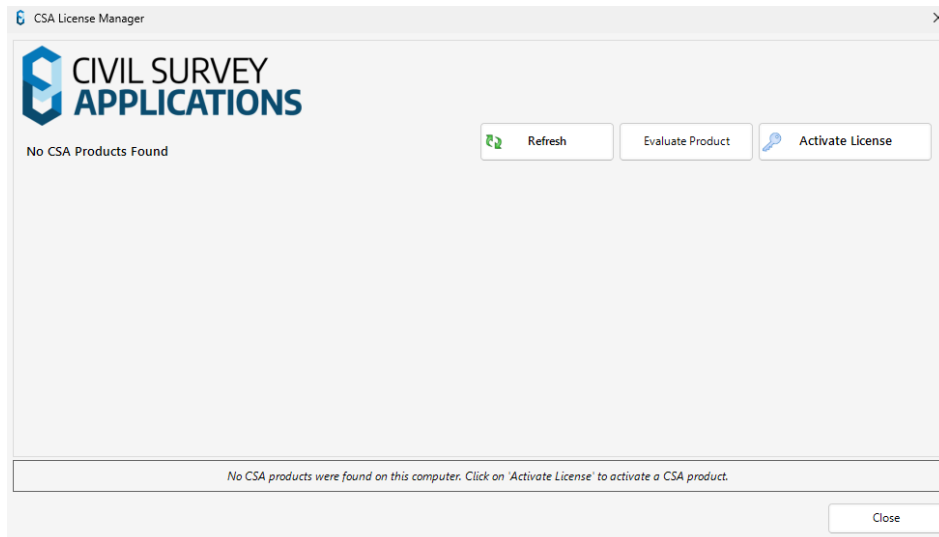 CSA License Manager
CIVIL SURVEY
APPLICATIONS
No CSA Products Found
Refresh
Evaluate Product
Activate License
No CSA products were found on this computer. Click on 'Activate License' to activate a CSA product.
Close